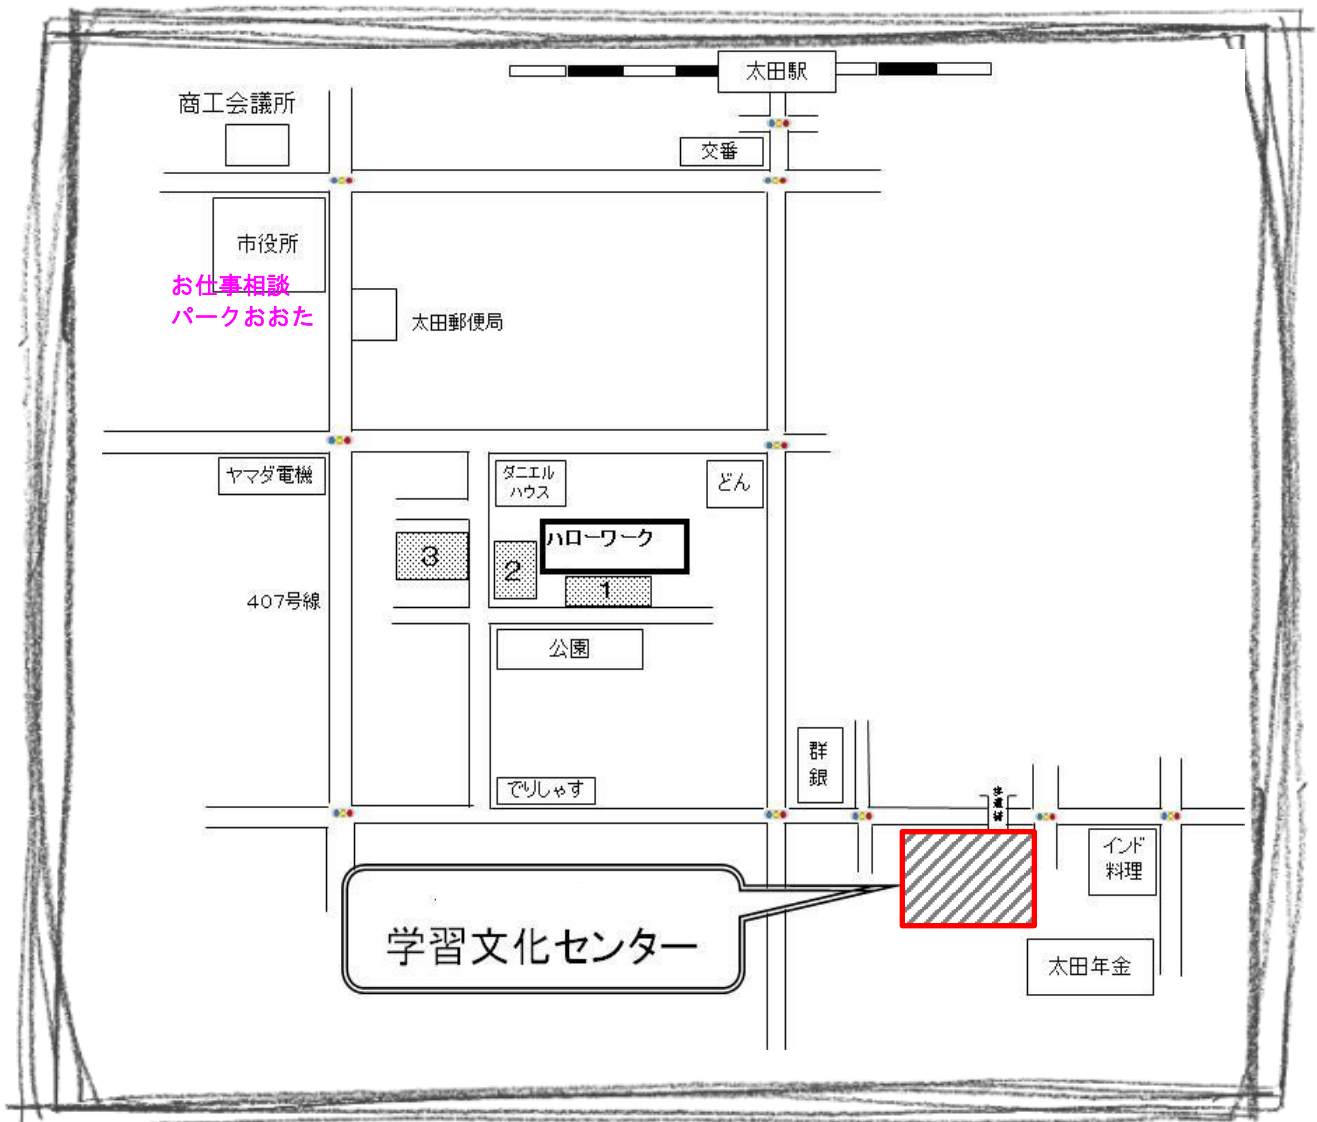 太田駅
商工会議所
交番
市役所
お仕事相談
パークおおた
太田郵便局
ヤマダ電機
ダニエル
ハウス
どん
ハローワーク
3
2
1
407号線
公園
群
銀
でりしゃす
歩道橋
インド
料理
学習文化センター
太田年金